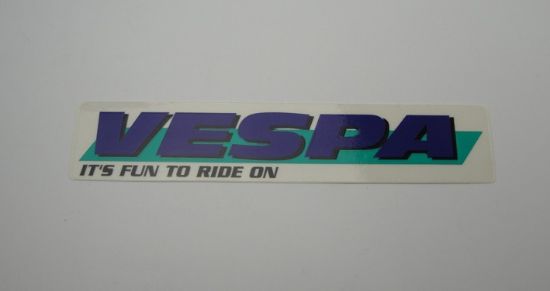 VESPA
IT'S FUN TO RIDE ON